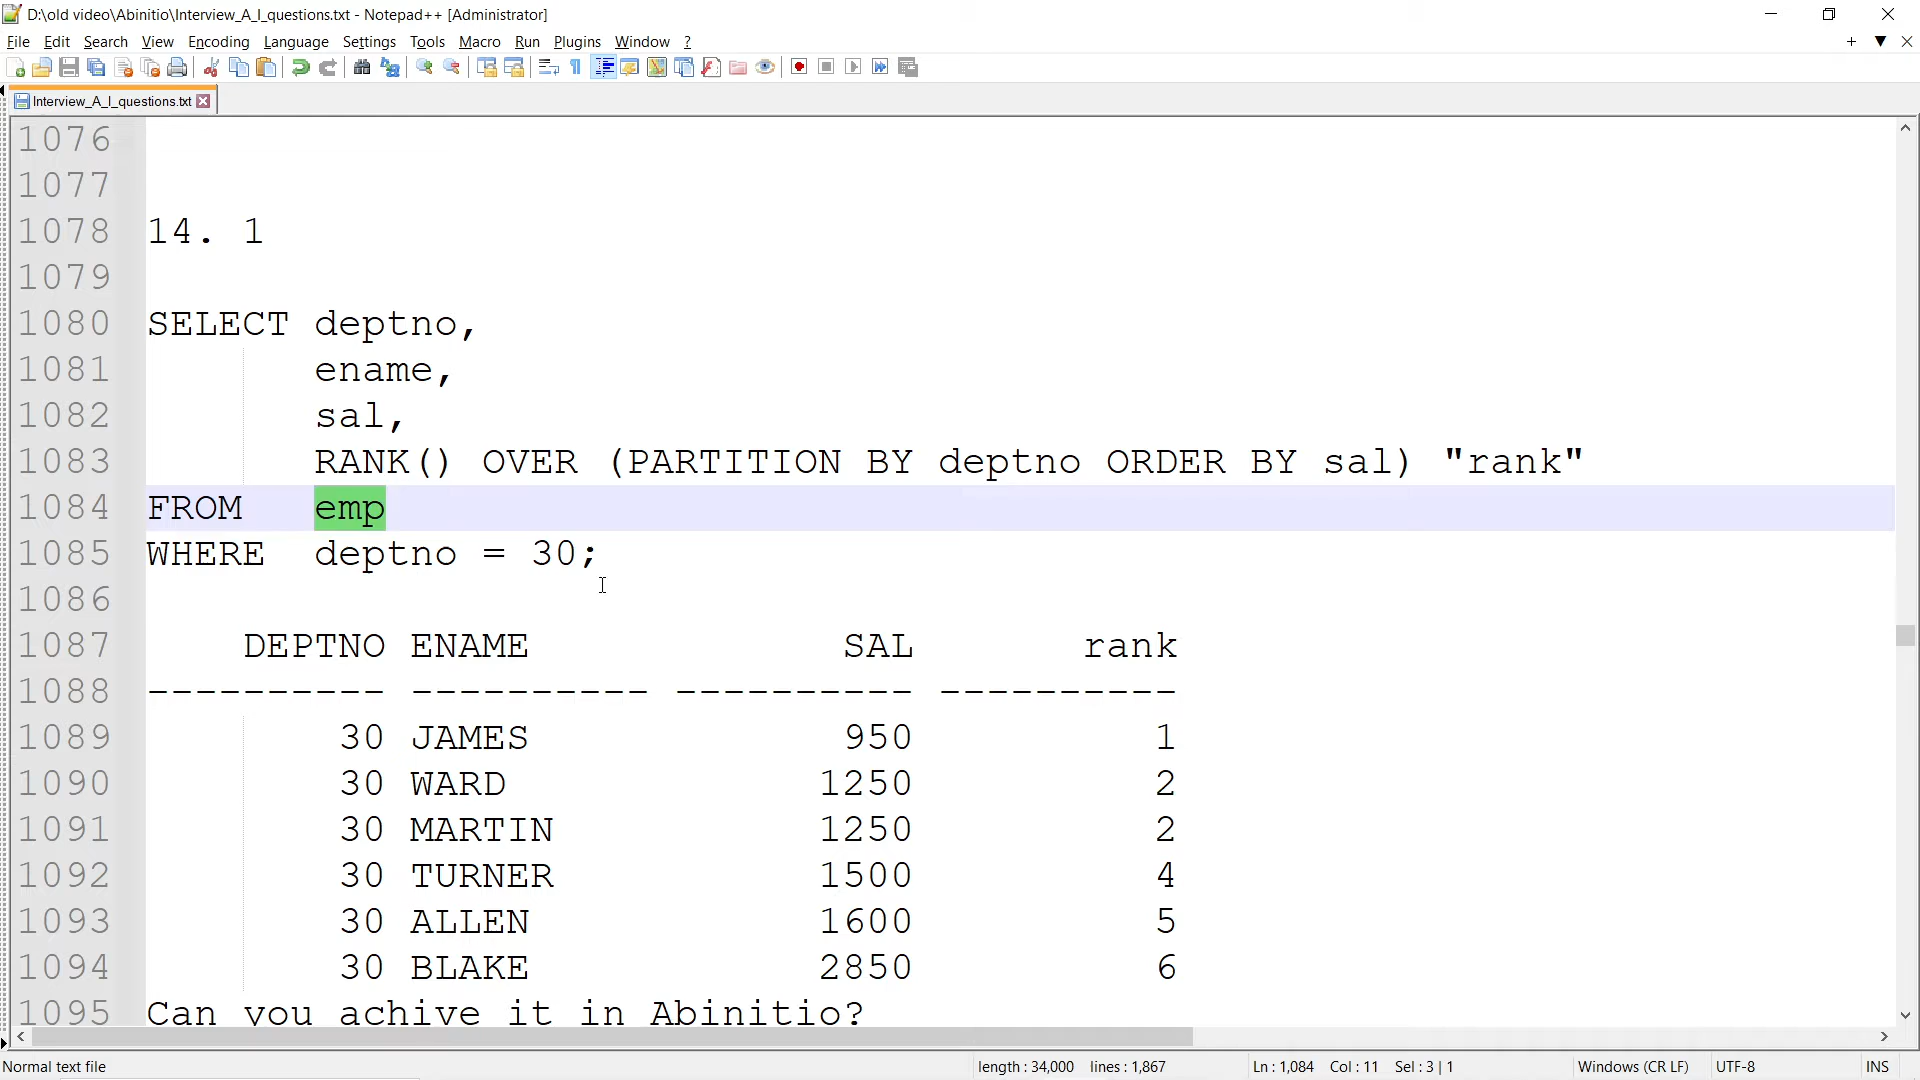 D:\old video\Abinitio\Interview_A_I_questions.txt - Notepad++ [Administrator]
File Edit Search View Encoding Language Settings Tools Macro Run Plugins Window ?
Interview_A_I_questions.txt
1076
1077
1078 14. 1
1079
1080 SELECT deptno,
1081 ename,
1082 sal,
1083 RANK() OVER (PARTITION BY deptno ORDER BY sal) "rank"
1084 FROM emp
1085 WHERE deptno = 30;
1086
1087 DEPTNO ENAME SAL rank
1088 ---------- ---------- ---------- ----------
1089 30 JAMES 950 1
1090 30 WARD 1250 2
1091 30 MARTIN 1250 2
1092 30 TURNER 1500 4
1093 30 ALLEN 1600 5
1094 30 BLAKE 2850 6
1095 Can you achive it in Abinitio?
Normal text file length : 34,000 lines : 1,867 Ln : 1,084 Col : 11 Sel : 3 | 1 Windows (CR LF) UTF-8 INS